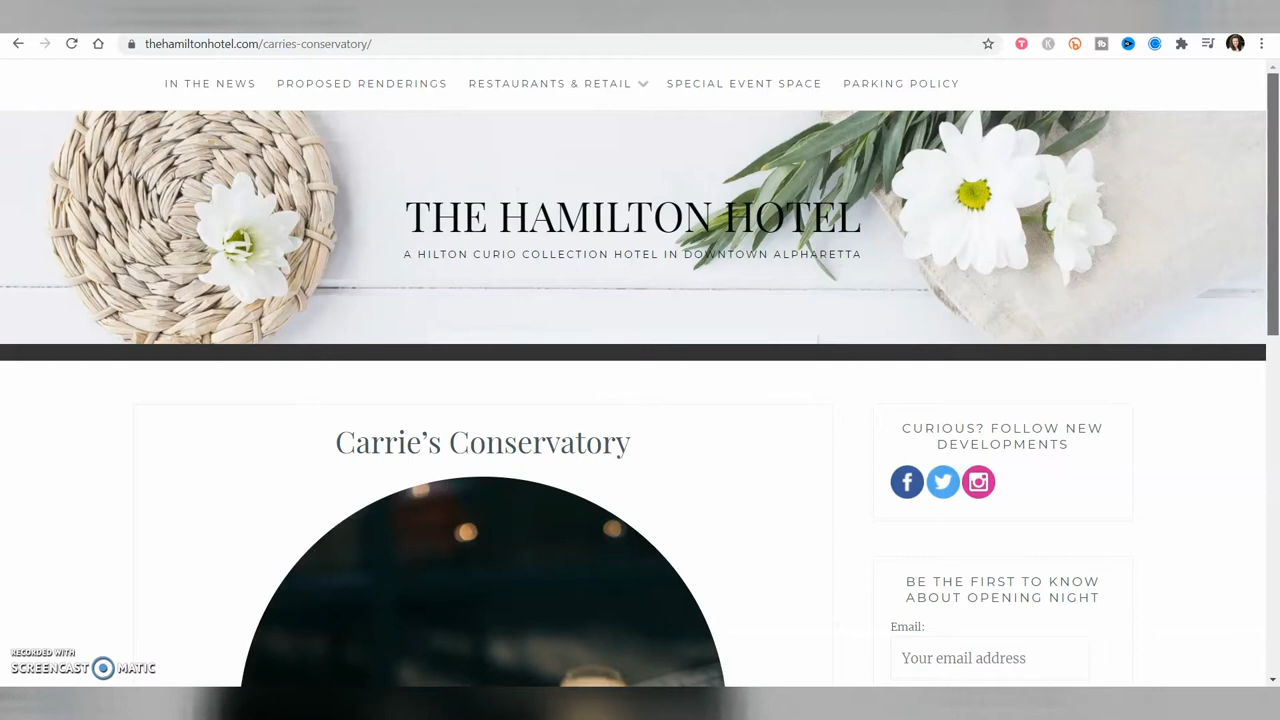 thehamiltonhotel.com/carries-conservatory/
IN THE NEWS PROPOSED RENDERINGS RESTAURANTS & RETAIL SPECIAL EVENT SPACE PARKING POLICY
THE HAMILTON HOTEL
A HILTON CURIO COLLECTION HOTEL IN DOWNTOWN ALPHARETTA
Carrie's Conservatory
CURIOUS? FOLLOW NEW
DEVELOPMENTS
BE THE FIRST TO KNOW
ABOUT OPENING NIGHT
Email:
Your email address
RECORDED WITH
SCREENCAST MATIC